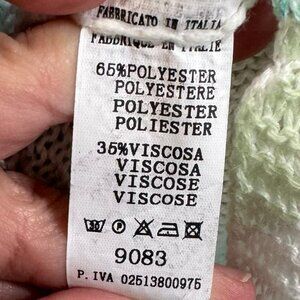 FABBRICATO IN ITALIA
FABRIQUE EN ITALIE
65%POLYESTER
POLYESTERE
POLYESTER
POLIESTER
35%VISCOSA
VISCOSA
VISCOSE
VISCOSE
9083
P. IVA 02513800975